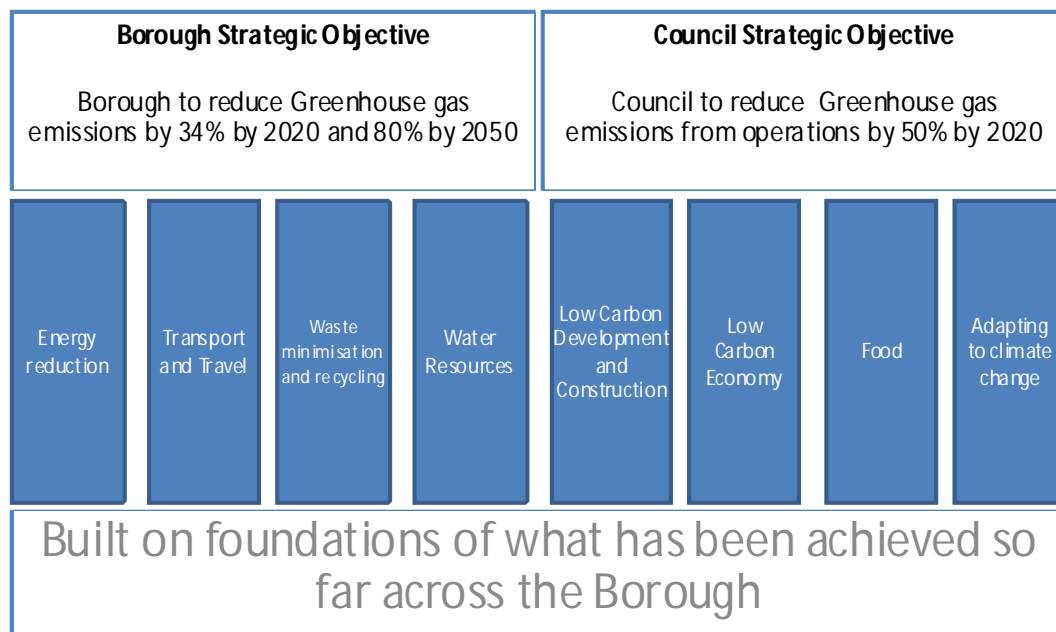 Borough Strategic Objective
Borough to reduce Greenhouse gas
emissions by 34% by 2020 and 80% by 2050
Council Strategic Objective
Council to reduce Greenhouse gas
emissions from operations by 50% by 2020
Energy
reduction
Transport
and Travel
Waste
minimisation
and recycling
Water
Resources
Low Carbon
Development
and
Construction
Low
Carbon
Economy
Food
Adapting
to climate
change
Built on foundations of what has been achieved so
far across the Borough